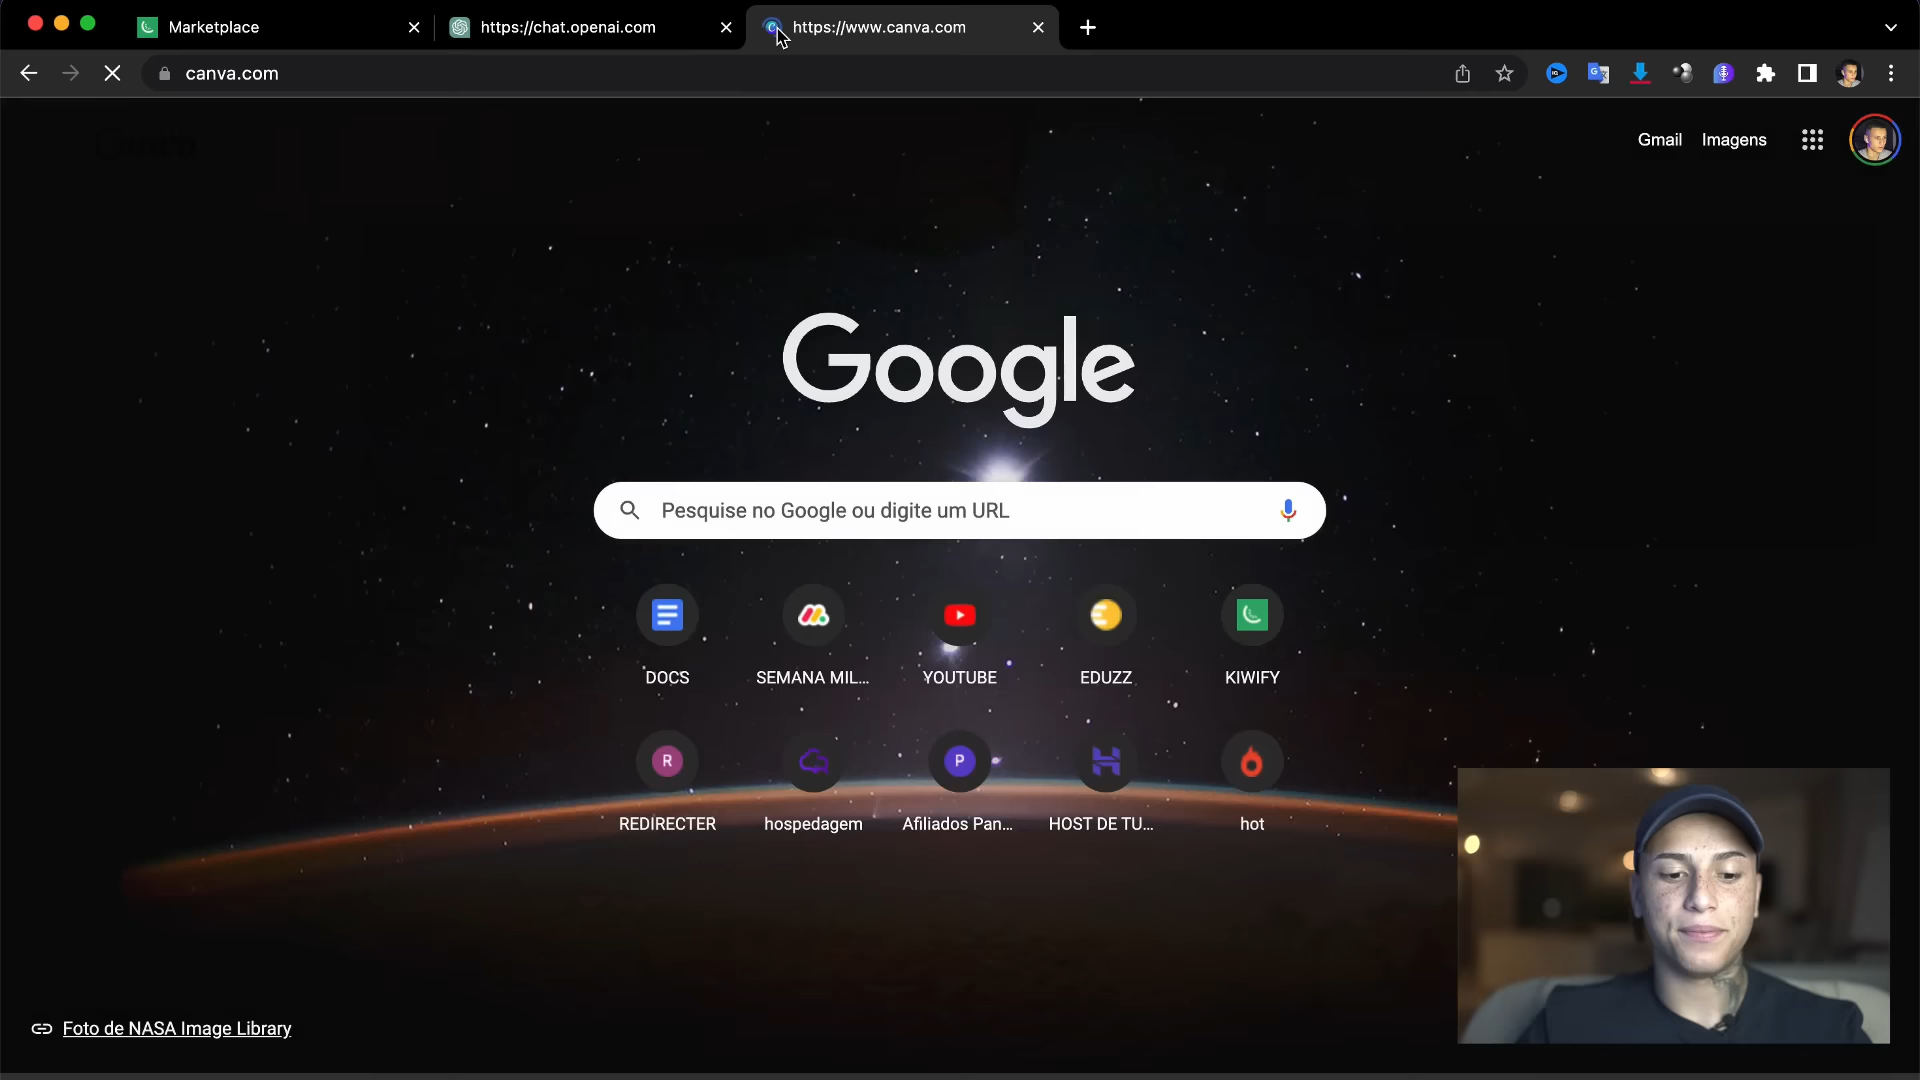 Marketplace
https://chat.openai.com
https://www.canva.com
canva.com
Gmail
Imagens
Google
Pesquise no Google ou digite um URL
DOCS
SEMANA MIL...
YOUTUBE
EDUZZ
KIWIFY
R
P
REDIRECTER
hospedagem
Afiliados Pan...
HOST DE TU...
hot
Foto de NASA Image Library